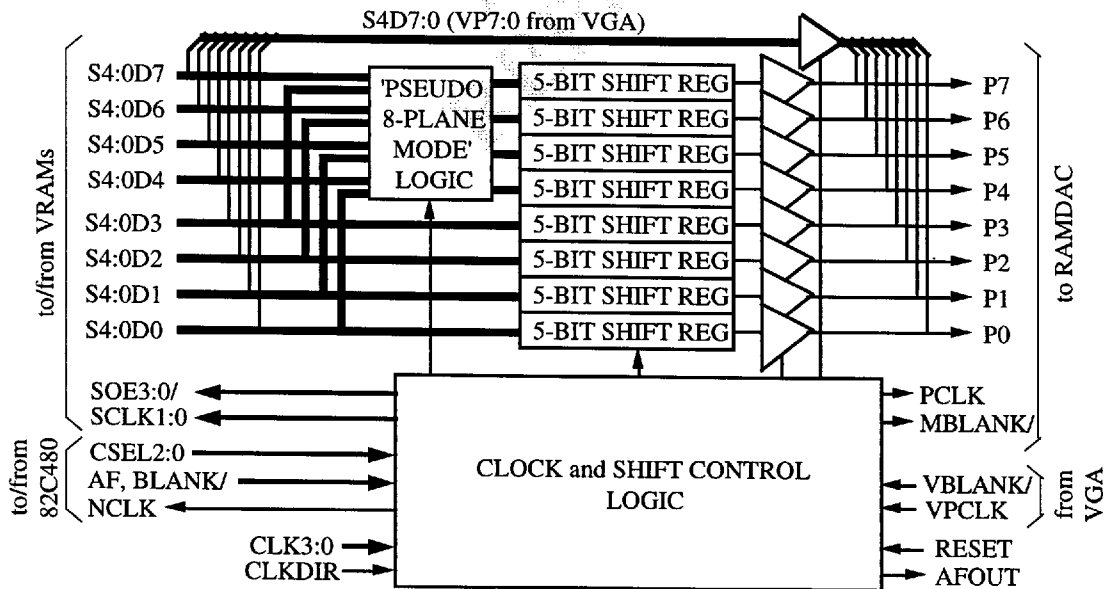 S4D7:0 (VP7:0 from VGA)
to/from VRAMs
S4:0D7
S4:0D6
S4:0D5
S4:0D4
S4:0D3
S4:0D2
S4:0D1
S4:0D0
'PSEUDO
8-PLANE
MODE'
LOGIC
5-BIT SHIFT REG
5-BIT SHIFT REG
5-BIT SHIFT REG
5-BIT SHIFT REG
5-BIT SHIFT REG
5-BIT SHIFT REG
5-BIT SHIFT REG
5-BIT SHIFT REG
P7
P6
P5
P4
P3
P2
P1
P0
to RAMDAC
SOE3:0/
SCLK1:0
PCLK
MBLANK/
to/from
82C480
CSEL2:0
AF, BLANK/
NCLK
CLOCK and SHIFT CONTROL
LOGIC
VBLANK/
VPCLK
from
VGA
CLK3:0
CLKDIR
RESET
AFOUT